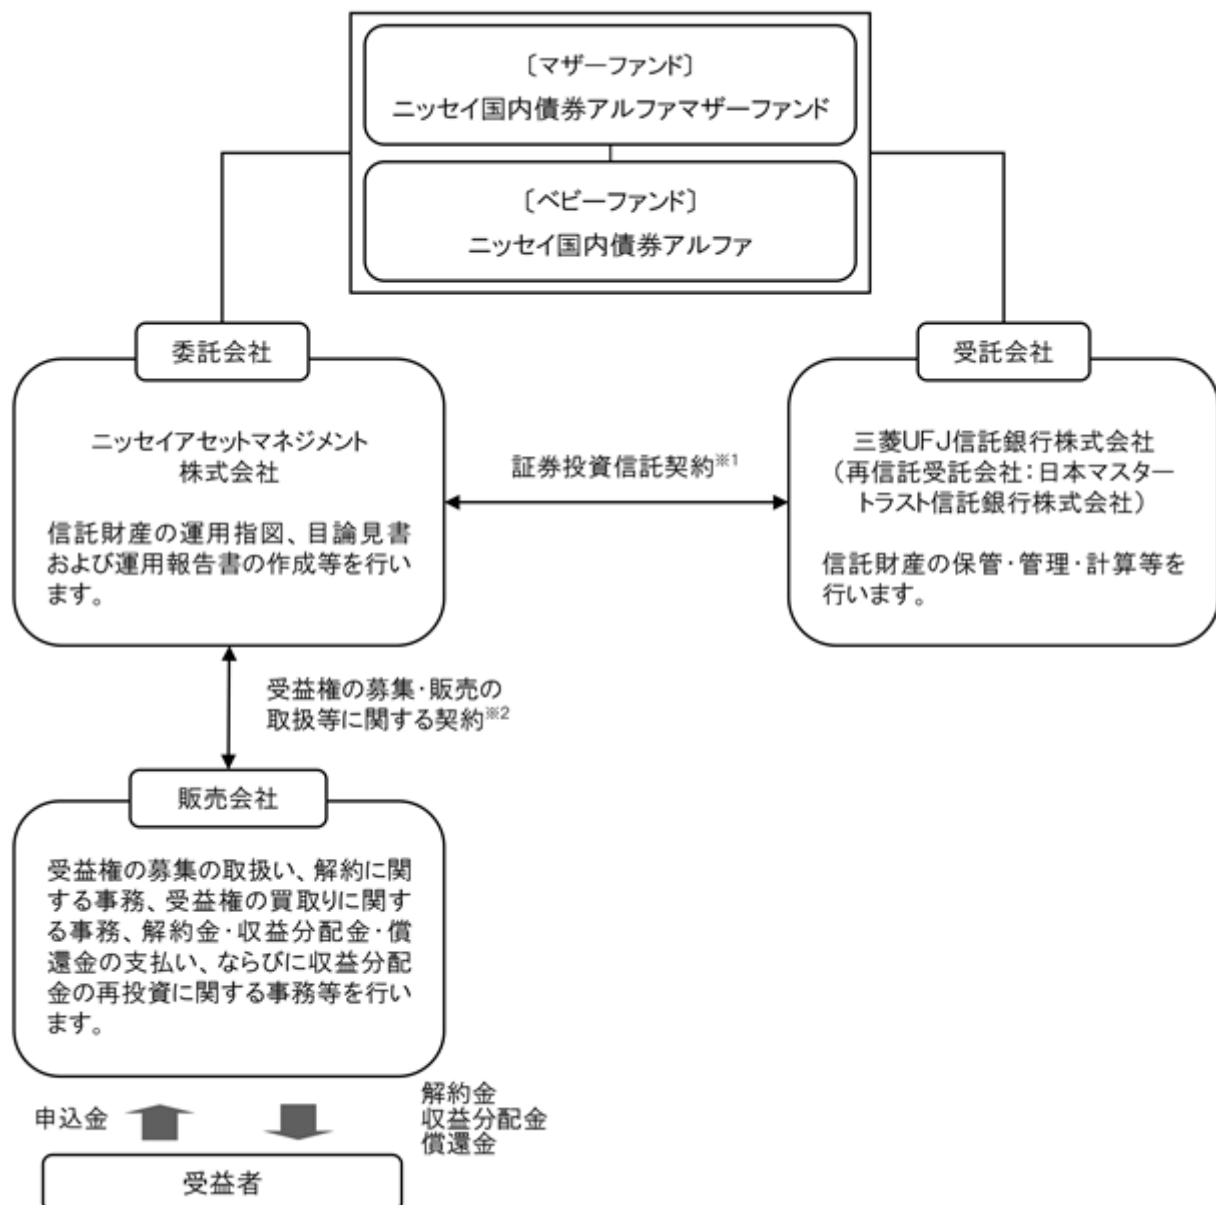 〔マザーファンド〕
ニッセイ国内債券アルファマザーファンド
〔ベビーファンド〕
ニッセイ国内債券アルファ
委託会社
ニッセイアセットマネジメント
株式会社
信託財産の運用指図、目論見書
および運用報告書の作成等を行い
ます。
証券投資信託契約※1
受託会社
三菱UFJ信託銀行株式会社
(再信託受託会社:日本マスター
トラスト信託銀行株式会社)
信託財産の保管・管理・計算等を
行います。
受益権の募集・販売の
取扱等に関する契約※2
販売会社
受益権の募集の取扱い、解約に関
する事務、受益権の買取りに関す
る事務、解約金・収益分配金・償
還金の支払い、ならびに収益分配
金の再投資に関する事務等を行い
ます。
申込金
解約金
収益分配金
償還金
受益者